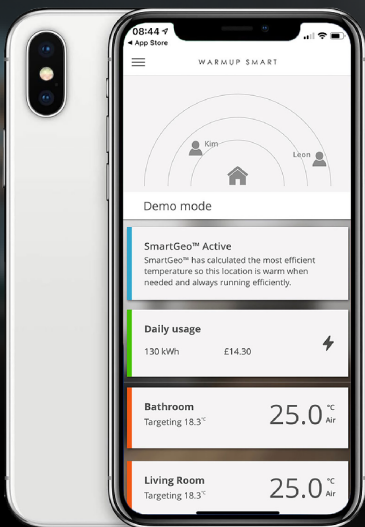 08:44
◀ App Store
WARMUP SMART
Kim
Leon
Demo mode
SmartGeo™ Active
SmartGeo™ has calculated the most efficient
temperature so this location is warm when
needed and always running efficiently.
Daily usage
130 kWh £14.30
Bathroom
Targeting 18.3°C
25.0 °C Air
Living Room
Targeting 18.3°C
25.0 °C Air